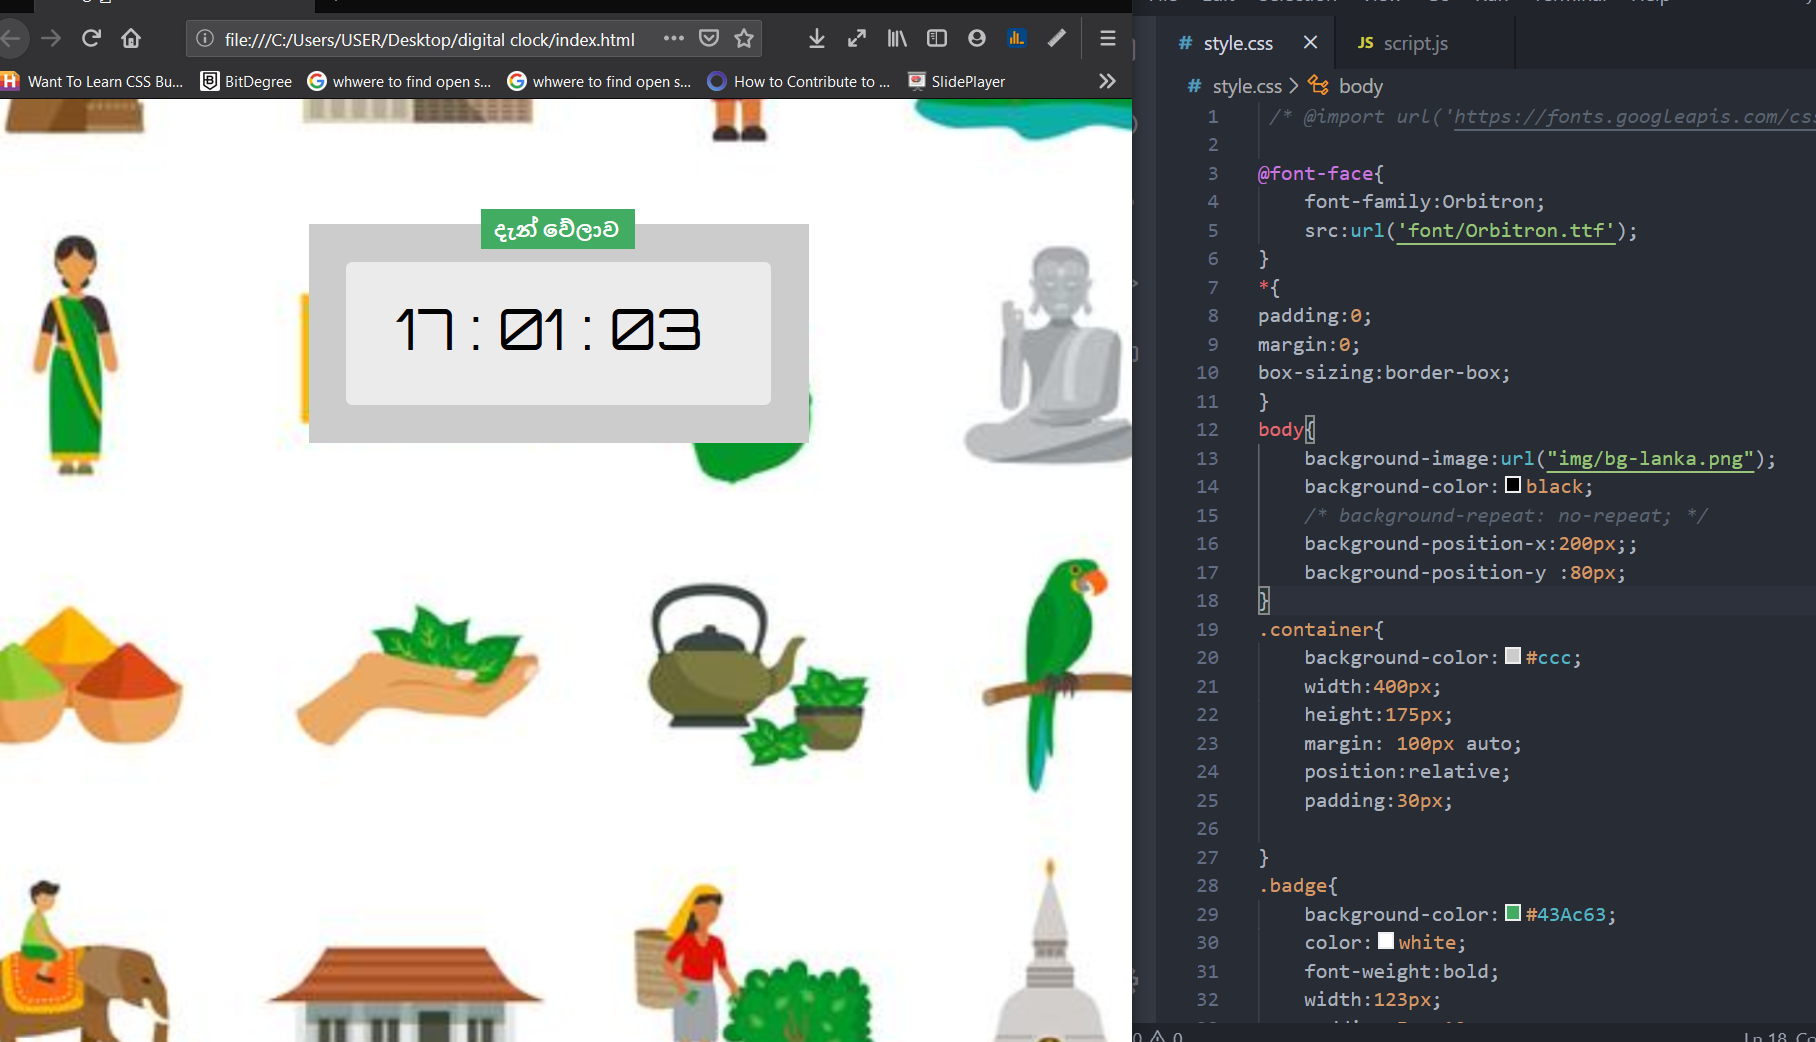 file:///C:/Users/USER/Desktop/digital clock/index.html
Want To Learn CSS Bu...
BitDegree
whwere to find open s...
whwere to find open s...
How to Contribute to ...
SlidePlayer
දැන් වේලාව
17 : 01 : 03
# style.css
JS script.js
# style.css > body
1 /* @import url('https://fonts.googleapis.com/css
2
3 @font-face{
4 font-family:Orbitron;
5 src:url('font/Orbitron.ttf');
6 }
7 *{
8 padding:0;
9 margin:0;
10 box-sizing:border-box;
11 }
12 body{
13 background-image:url("img/bg-lanka.png");
14 background-color:black;
15 /* background-repeat: no-repeat; */
16 background-position-x:200px;;
17 background-position-y :80px;
18 }
19 .container{
20 background-color:#ccc;
21 width:400px;
22 height:175px;
23 margin: 100px auto;
24 position:relative;
25 padding:30px;
26
27 }
28 .badge{
29 background-color:#43Ac63;
30 color:white;
31 font-weight:bold;
32 width:123px;